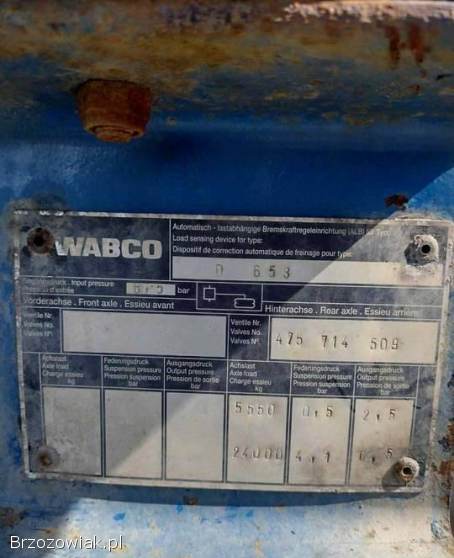 WABCO
Automatisch - lastabhängige Bremskraftregeleinrichtung (ALB) für Typ:
Load sensing device for type:
Dispositif de correction automatique de freinage pour type:
D 653
Input pressure
bar
Vorderachse . Front axle . Essieu avant
Hinterachse . Rear axle . Essieu arrière
Ventile Nr.
Valves No.
Valves Nº.
Ventile Nr.
Valves No.
Valves Nº.
475 714 509
Achslast
Axle load
Charge essieu
kg
Federungsdruck
Suspension pressure
Pression suspension
bar
Ausgangsdruck
Output pressure
Pression de sortie
bar
Achslast
Axle load
Charge essieu
kg
Federungsdruck
Suspension pressure
Pression suspension
bar
Ausgangsdruck
Output pressure
Pression de sortie
bar
5550 0,5 2,5
24000 4,1 6,5
Brzozowiak.pl